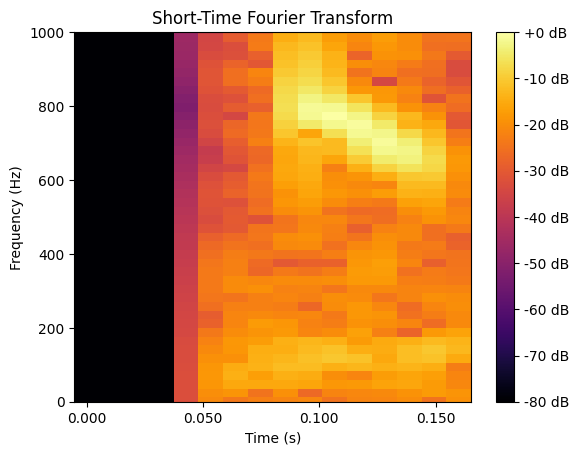 Short-Time Fourier Transform
1000
800
600
400
200
0
Frequency (Hz)
0.000
0.050
0.100
0.150
Time (s)
+0 dB
-10 dB
-20 dB
-30 dB
-40 dB
-50 dB
-60 dB
-70 dB
-80 dB